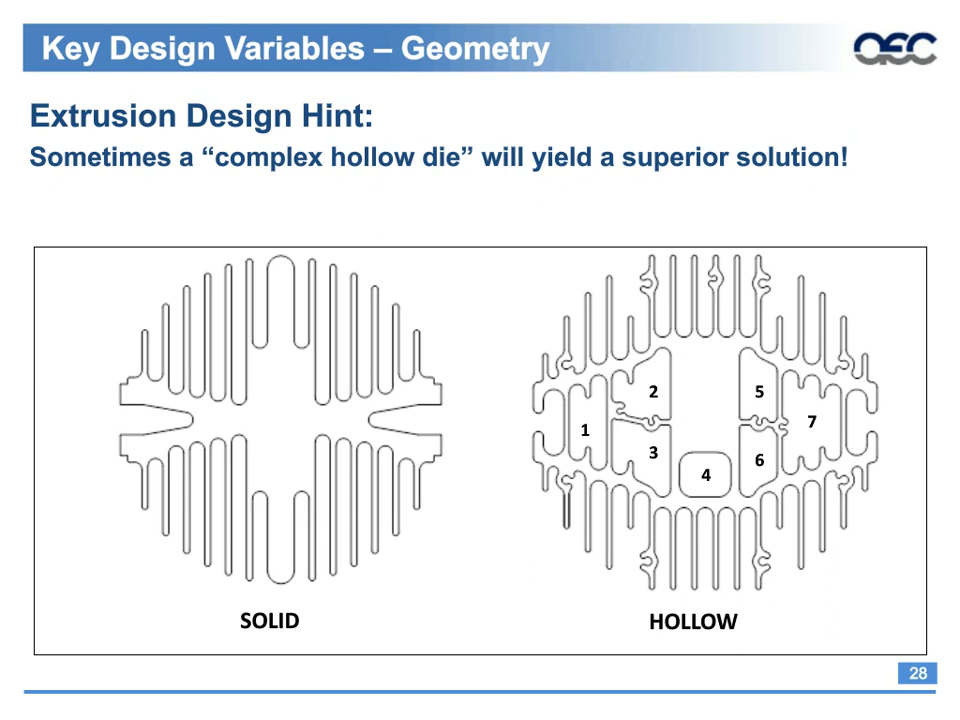 Key Design Variables – Geometry
AEC
Extrusion Design Hint:
Sometimes a “complex hollow die” will yield a superior solution!
2
5
1
7
3
6
4
SOLID
HOLLOW
28